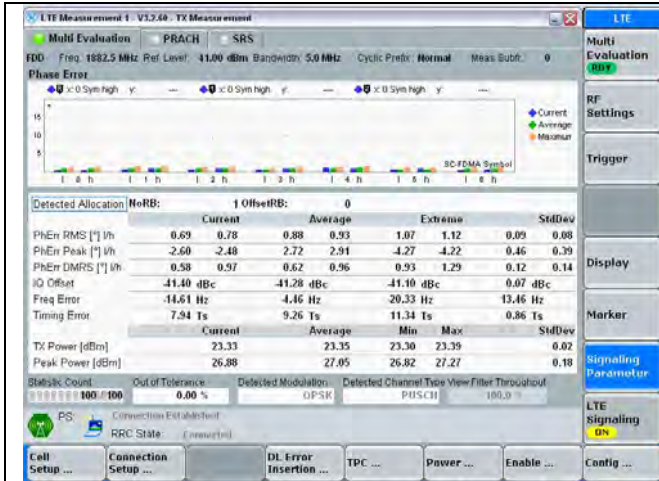 LTE Measurement 1 - V3.2.60 - TX Measurement
LTE
Multi Evaluation PRACH SRS
FDD Freq: 1882.5 MHz Ref. Level: 41.00 dBm Bandwidth: 5.0 MHz Cyclic Prefix: Normal Meas Subfr.: 0
Phase Error
x: 0 Sym high y: --- x: 0 Sym high y: --- x: 0 Sym high y: ---
15
10
5
Current
Average
Maximum
SC-FDMA Symbol
l 0 h l 1 h l 2 h l 3 h l 4 h l 5 h l 6 h
Detected Allocation NoRB: 1 OffsetRB: 0
Current Average Extreme StdDev
PhErr RMS [°] l/h 0.69 0.78 0.88 0.93 1.07 1.12 0.09 0.08
PhErr Peak [°] l/h -2.60 -2.48 2.72 2.91 -4.27 -4.22 0.46 0.39
PhErr DMRS [°] l/h 0.58 0.97 0.62 0.96 0.93 1.29 0.12 0.14
IQ Offset -41.40 dBc -41.28 dBc -41.10 dBc 0.07 dBc
Freq Error -14.61 Hz -4.46 Hz -20.33 Hz 13.46 Hz
Timing Error 7.94 Ts 9.26 Ts 11.34 Ts 0.86 Ts
Current Average Min Max StdDev
TX Power [dBm] 23.33 23.35 23.30 23.39 0.02
Peak Power [dBm] 26.88 27.05 26.82 27.27 0.18
Statistic Count Out of Tolerance Detected Modulation Detected Channel Type View Filter Throughput
100 / 100 0.00 % QPSK PUSCH 100.0 %
PS: Connection Established
RRC State: Connected
Multi Evaluation
RDY
RF Settings
Trigger
Display
Marker
Signaling Parameter
LTE Signaling
ON
Cell Setup ... Connection Setup ... DL Error Insertion ... TPC ... Power ... Enable ... Config ...